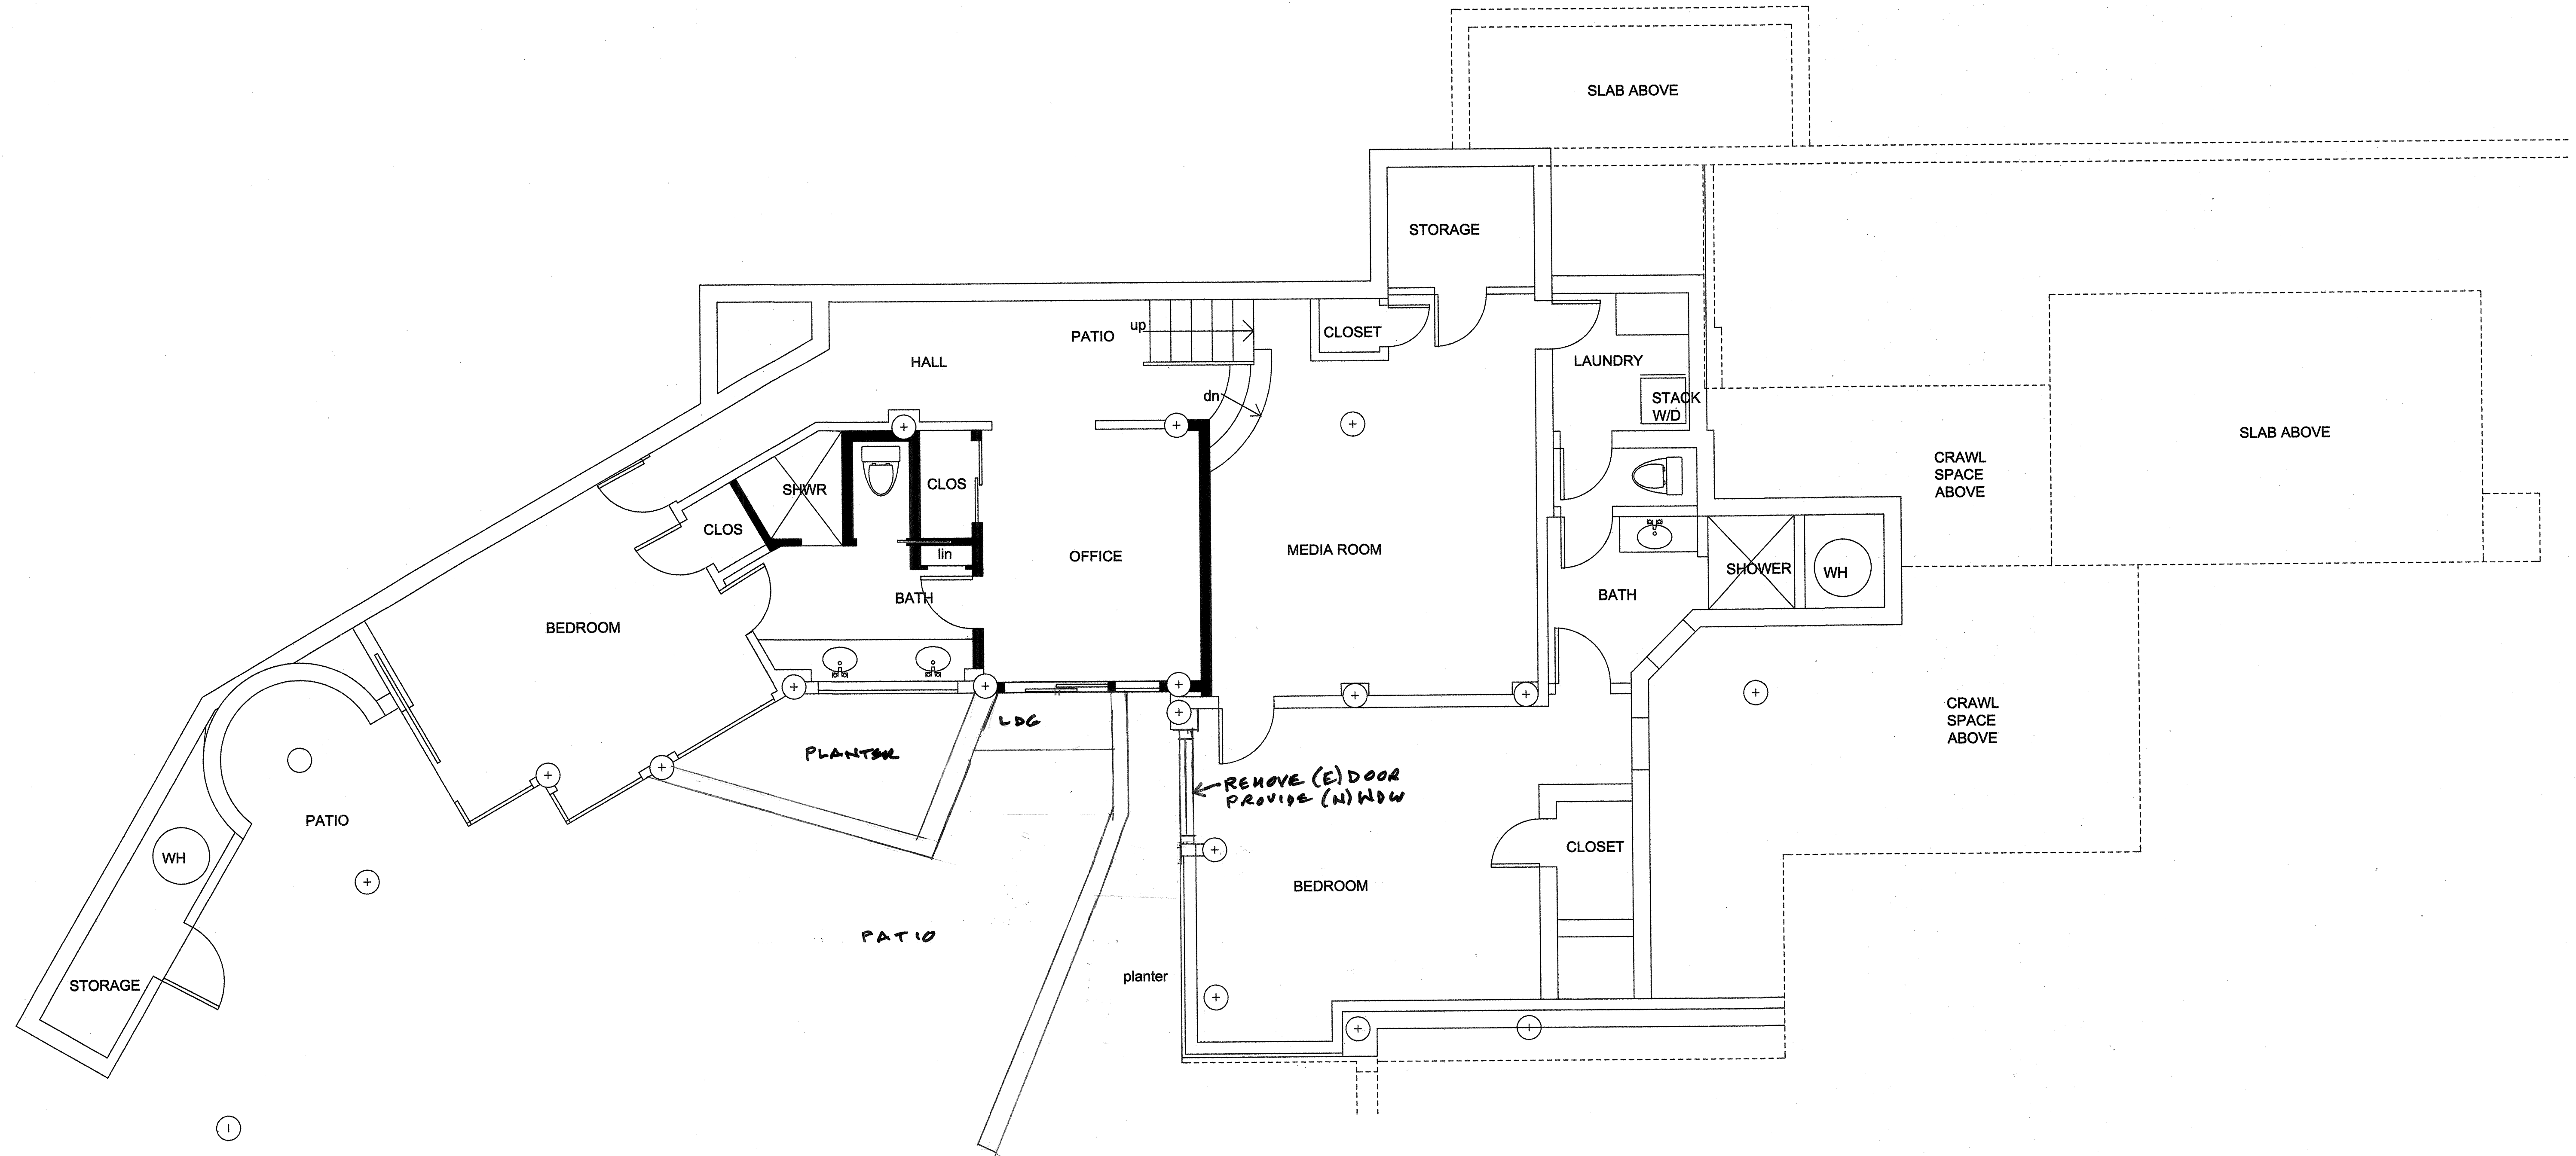 SLAB ABOVE
STORAGE
up
PATIO
CLOSET
HALL
LAUNDRY
dn
STACK
W/D
SLAB ABOVE
CRAWL
SPACE
ABOVE
SHWR
CLOS
CLOS
lin
OFFICE
MEDIA ROOM
SHOWER
WH
BATH
BATH
BEDROOM
LDG
PLANTER
CRAWL
SPACE
ABOVE
REMOVE (E) DOOR
PROVIDE (N) WDW
PATIO
WH
CLOSET
BEDROOM
PATIO
planter
STORAGE